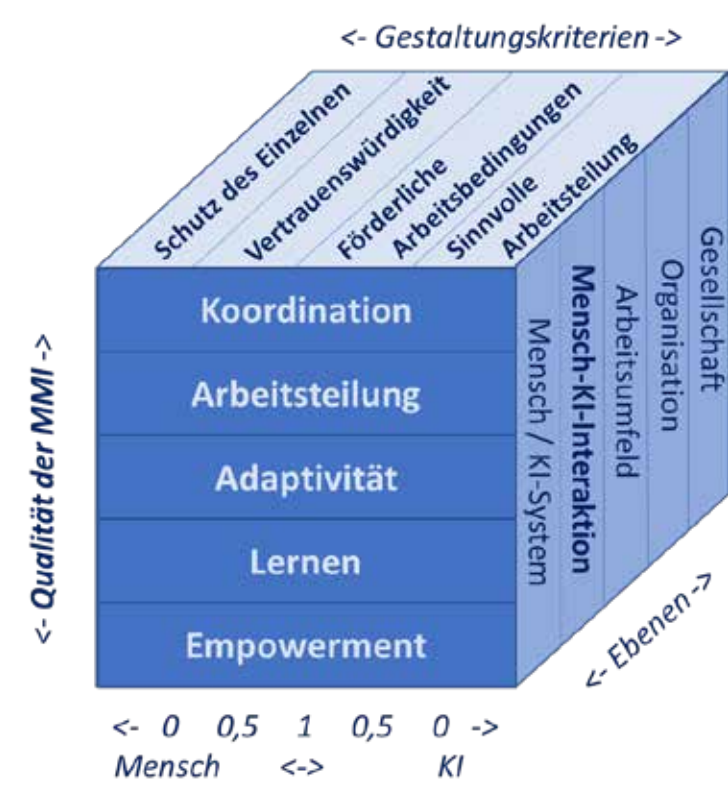 <- Gestaltungskriterien ->
Schutz des Einzelnen
Vertrauenswürdigkeit
Förderliche
Arbeitsbedingungen
Sinnvolle
Arbeitsteilung
<- Qualität der MMI ->
Koordination
Arbeitsteilung
Adaptivität
Lernen
Empowerment
Mensch / KI-System
Mensch-KI-Interaktion
Arbeitsumfeld
Organisation
Gesellschaft
<- Ebenen ->
<- 0 0,5 1 0,5 0 ->
Mensch <-> KI